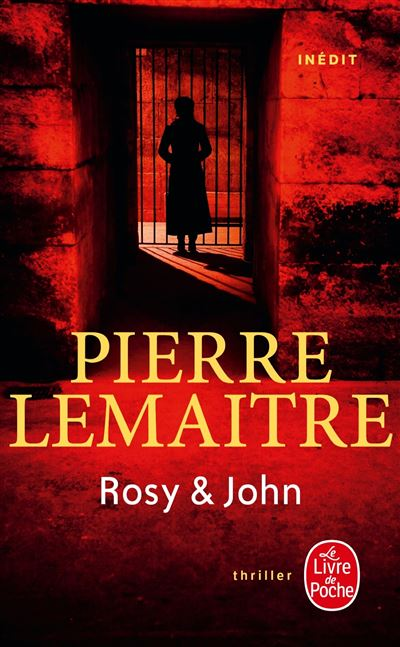 INÉDIT
PIERRE
LEMAITRE
Rosy & John
thriller
Le
Livre
de
Poche